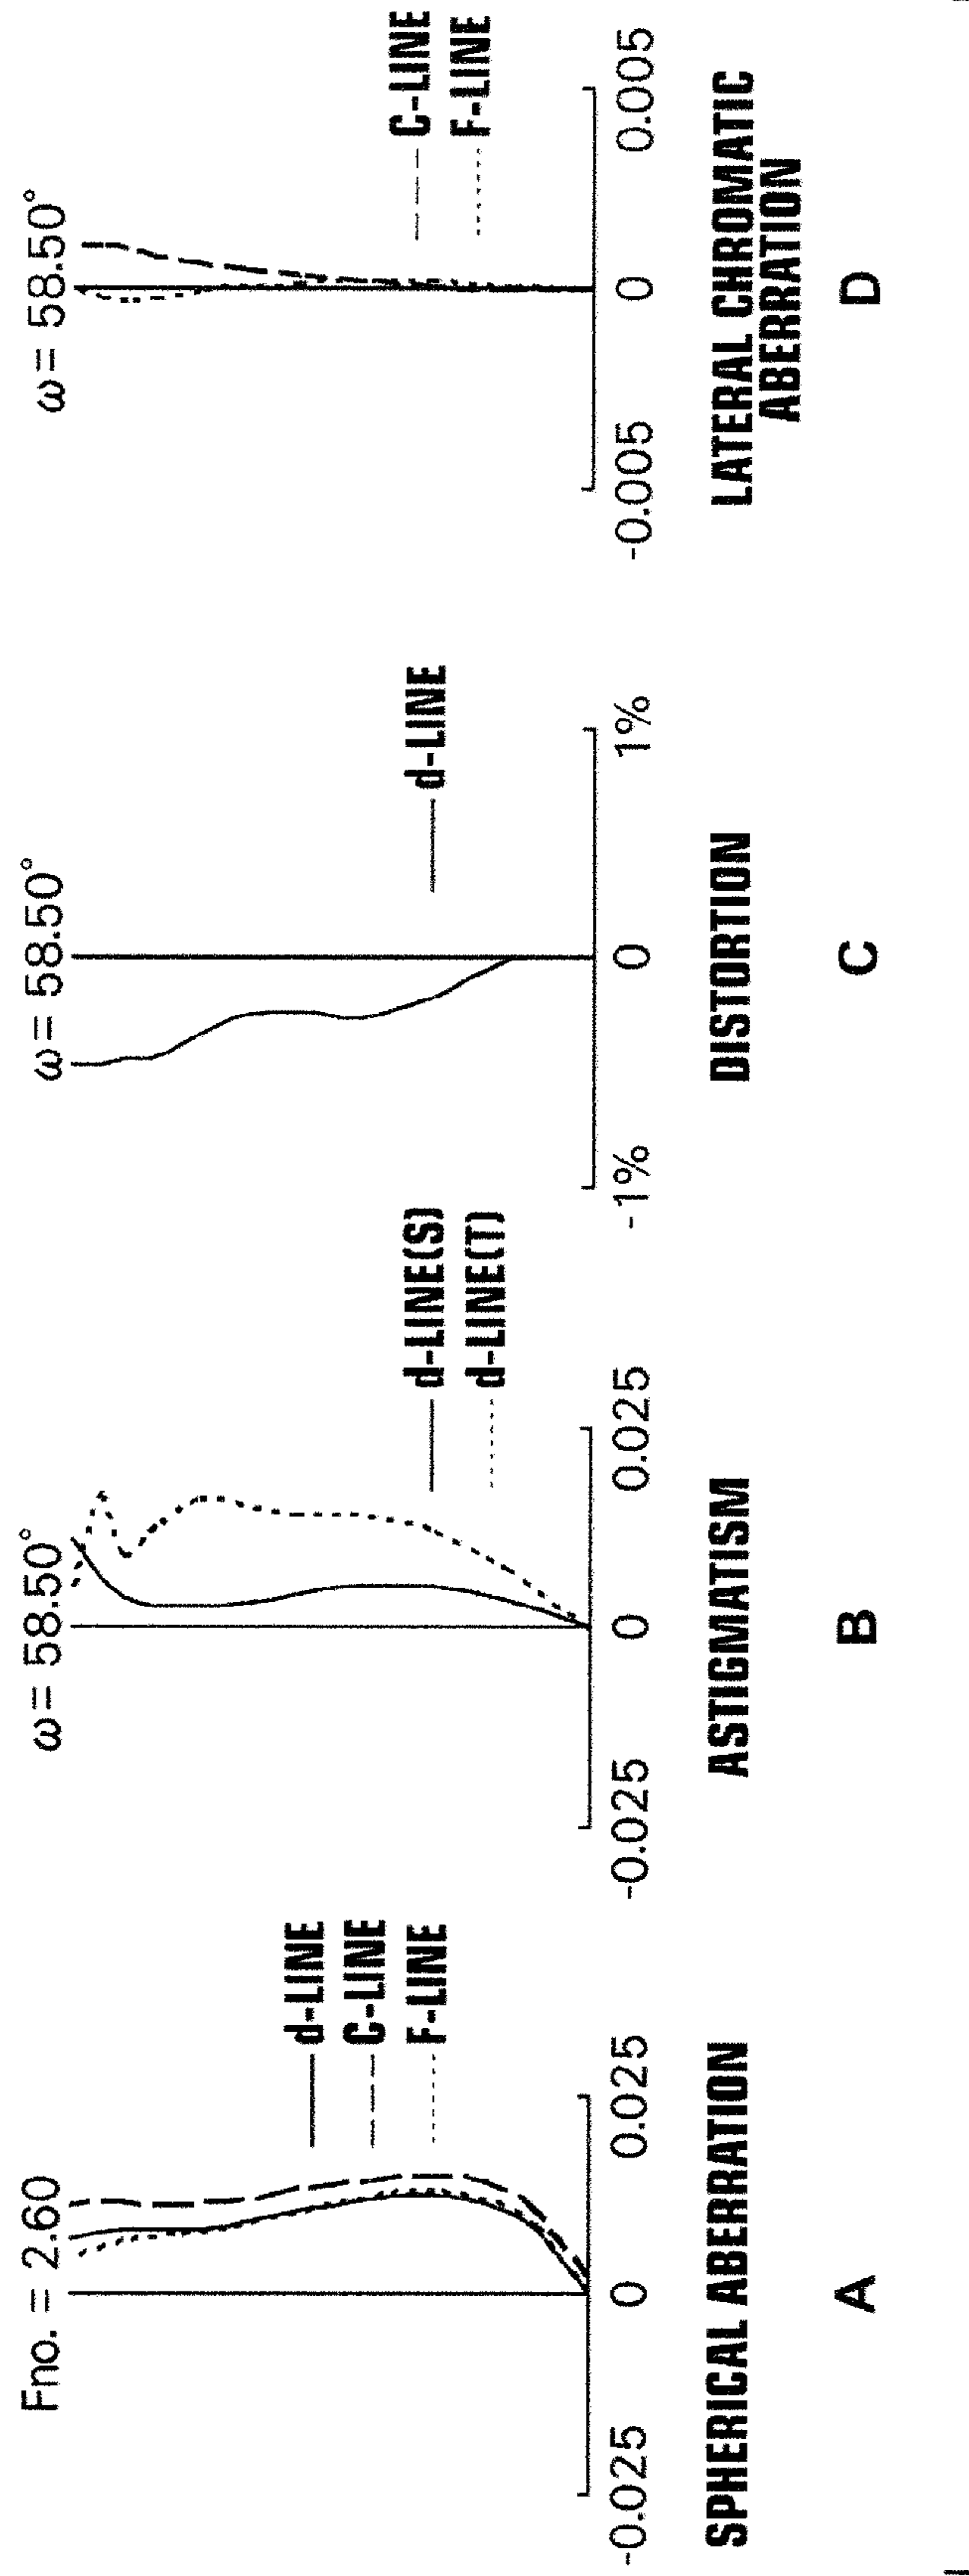 Fno. = 2.60
d-LINE
C-LINE
F-LINE
-0.025
0
0.025
SPHERICAL ABERRATION
A
ω = 58.50°
d-LINE(S)
d-LINE(T)
-0.025
0
0.025
ASTIGMATISM
B
ω = 58.50°
d-LINE
-1%
0
1%
DISTORTION
C
ω = 58.50°
C-LINE
F-LINE
-0.005
0
0.005
LATERAL CHROMATIC
ABERRATION
D